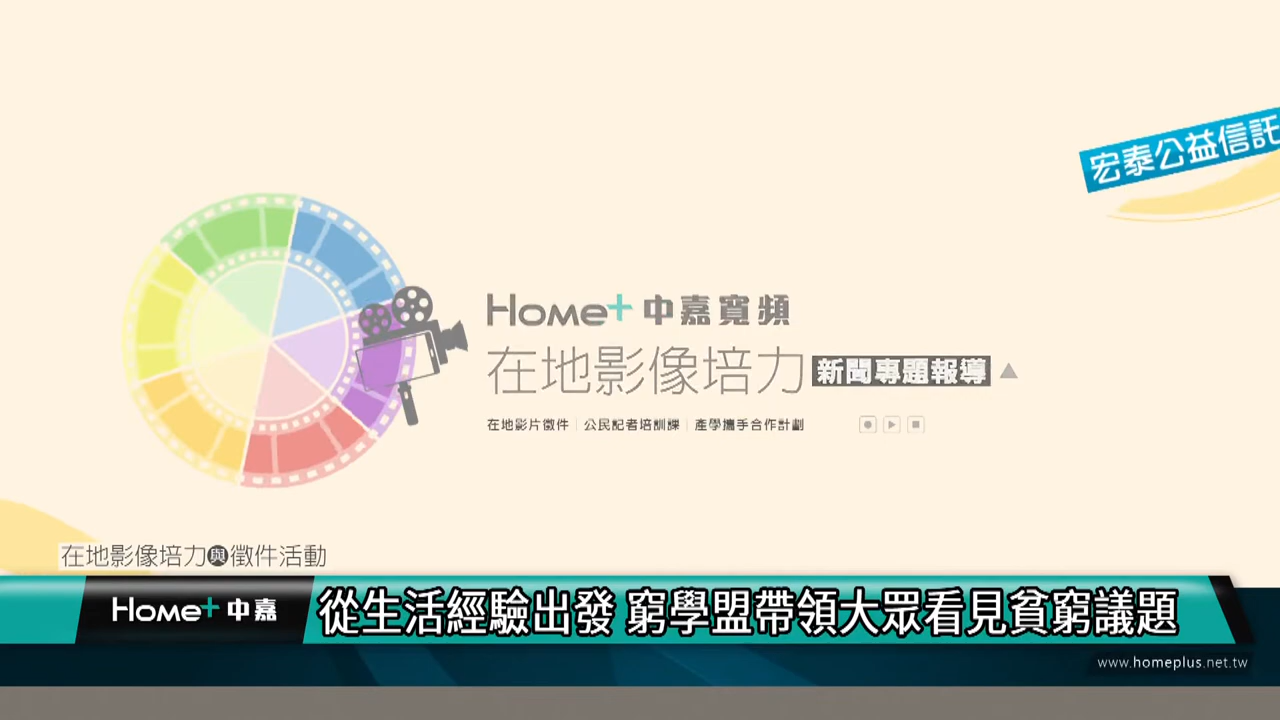 宏泰公益信託
Home+ 中嘉寬頻
在地影像培力 新聞專題報導
在地影片徵件 | 公民記者培訓課 | 產學攜手合作計劃
在地影像培力與徵件活動
Home+ 中嘉
從生活經驗出發 窮學盟帶領大眾看見貧窮議題
www.homeplus.net.tw